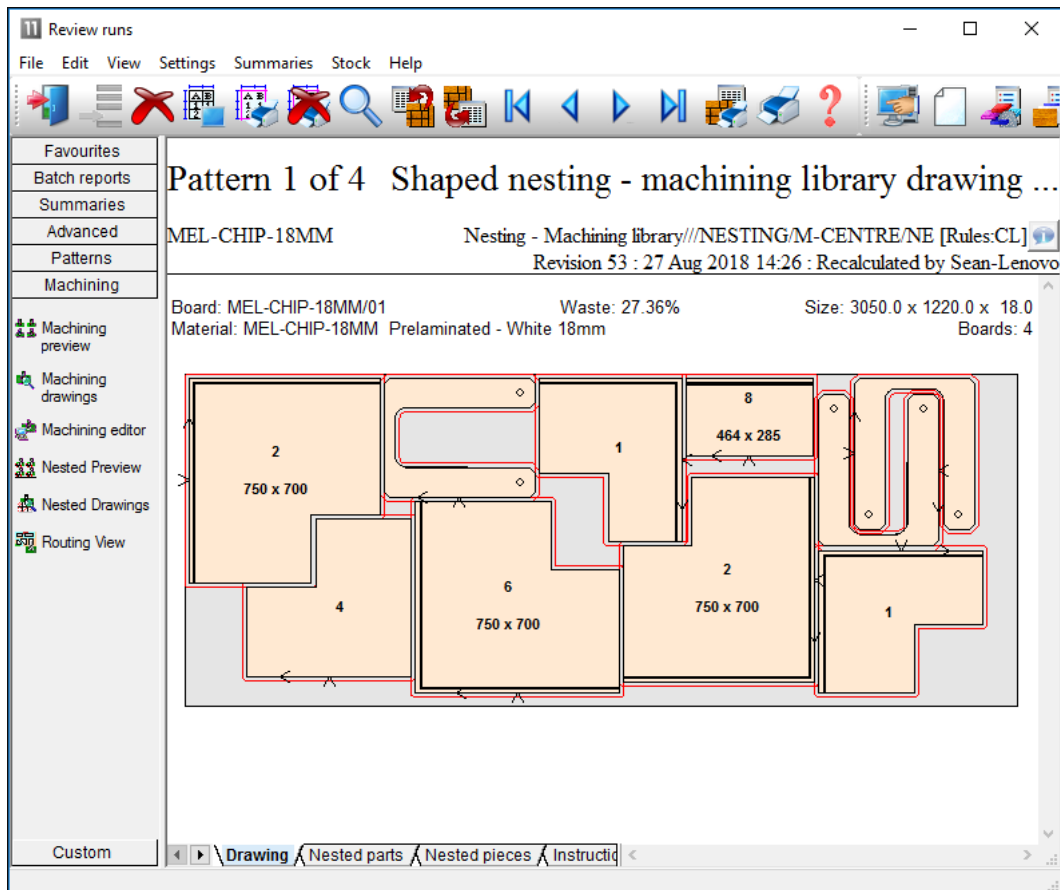 Review runs
File Edit View Settings Summaries Stock Help
Favourites
Batch reports
Summaries
Advanced
Patterns
Machining
Machining preview
Machining drawings
Machining editor
Nested Preview
Nested Drawings
Routing View
Custom
Pattern 1 of 4 Shaped nesting - machining library drawing ...
MEL-CHIP-18MM Nesting - Machining library///NESTING/M-CENTRE/NE [Rules:CL]
Revision 53 : 27 Aug 2018 14:26 : Recalculated by Sean-Lenovo
Board: MEL-CHIP-18MM/01 Waste: 27.36% Size: 3050.0 x 1220.0 x 18.0
Material: MEL-CHIP-18MM Prelaminated - White 18mm Boards: 4
2
750 x 700
1
8
464 x 285
4
6
750 x 700
2
750 x 700
1
Drawing Nested parts Nested pieces Instructio